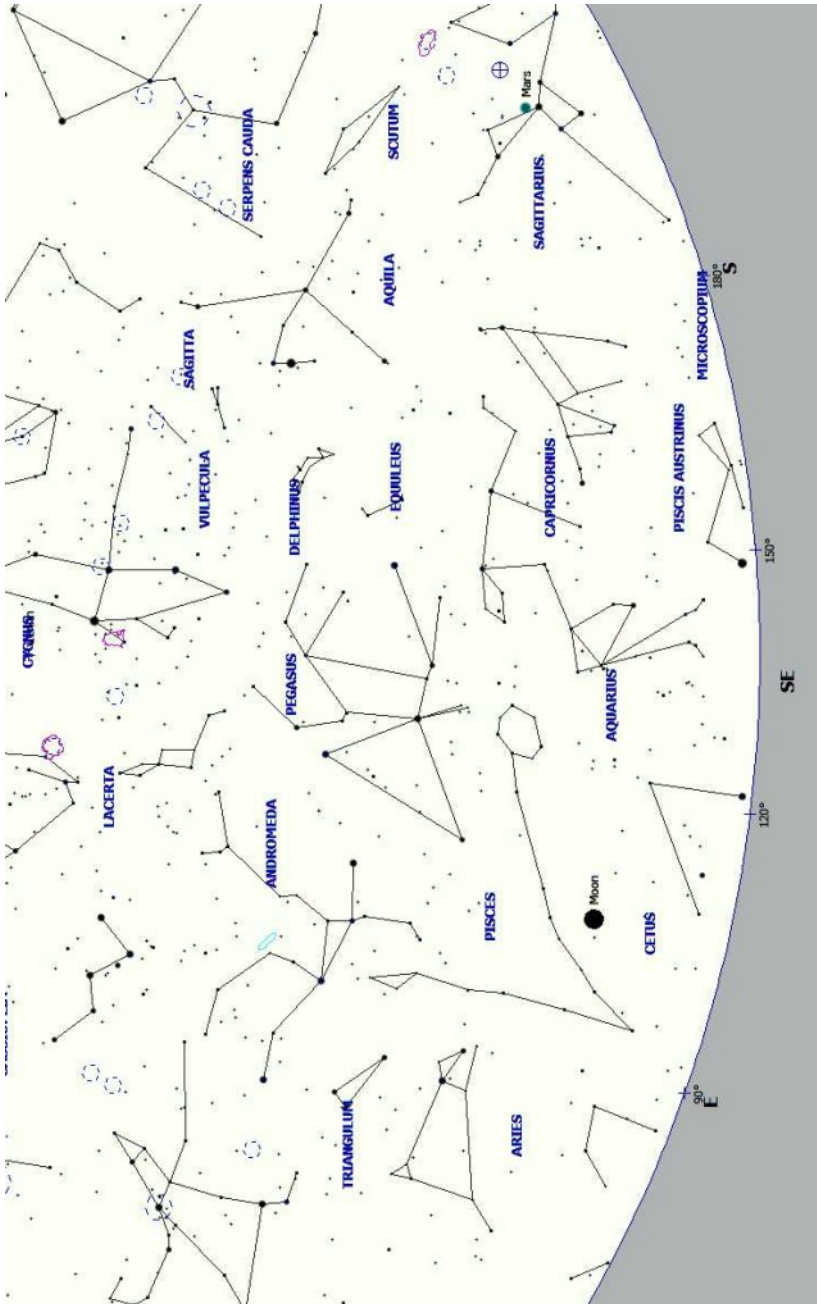 CYGNUS
LACERTA
SAGITTA
VULPECULA
SERPENS CAUDA
ANDROMEDA
PEGASUS
DELPHINUS
TRIANGULUM
AQUILA
SCUTUM
EQUULEUS
PISCES
ARIES
Mars
SAGITTARIUS
CAPRICORNUS
Moon
AQUARIUS
CETUS
PISCIS AUSTRINUS
MICROSCOPIUM
90°
E
120°
SE
150°
180°
S